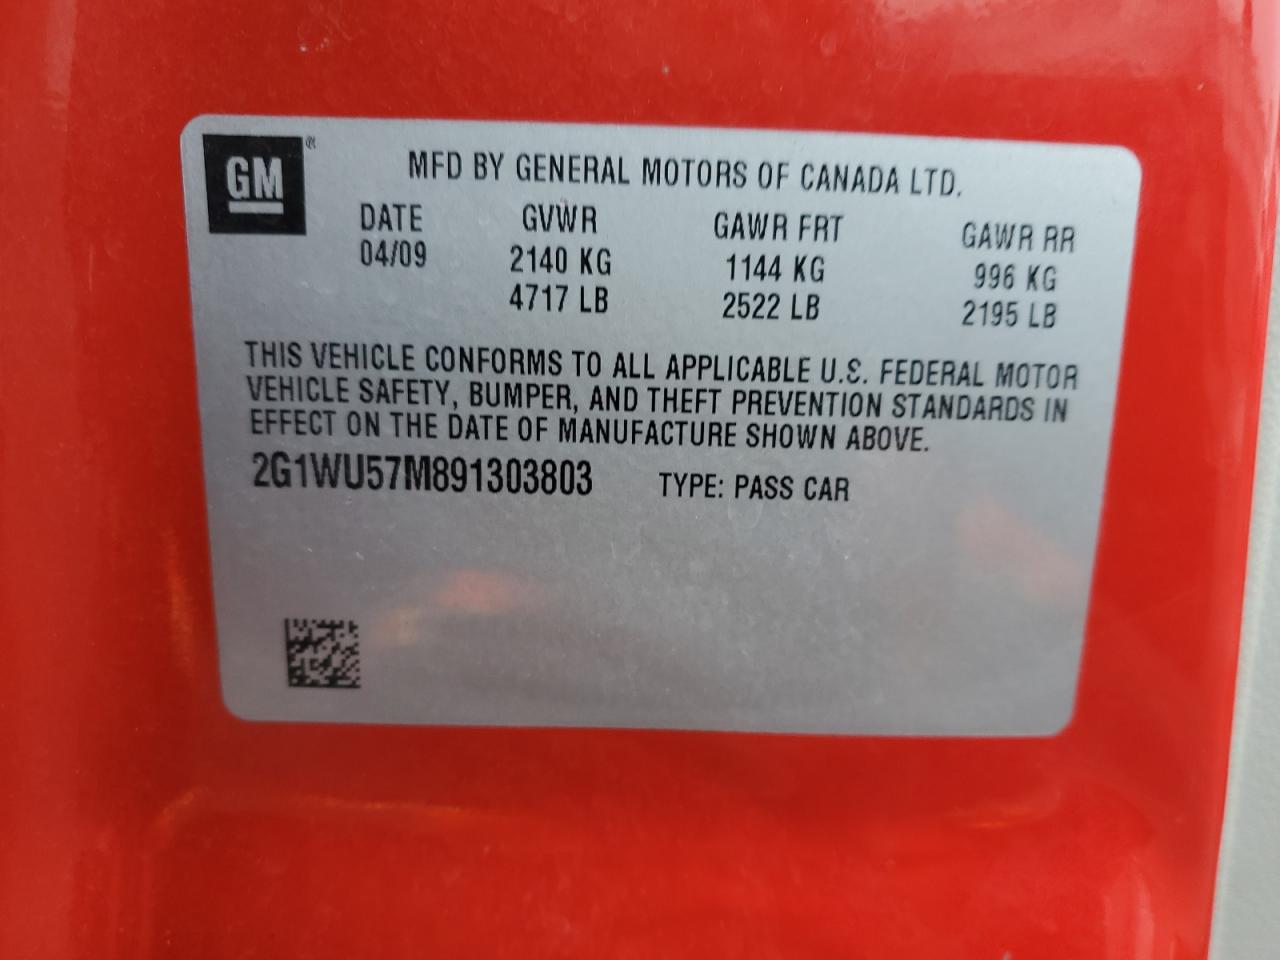 GM®
MFD BY GENERAL MOTORS OF CANADA LTD.
DATE GVWR GAWR FRT GAWR RR
04/09 2140 KG 1144 KG 996 KG
4717 LB 2522 LB 2195 LB
THIS VEHICLE CONFORMS TO ALL APPLICABLE U.S. FEDERAL MOTOR
VEHICLE SAFETY, BUMPER, AND THEFT PREVENTION STANDARDS IN
EFFECT ON THE DATE OF MANUFACTURE SHOWN ABOVE.
2G1WU57M891303803 TYPE: PASS CAR